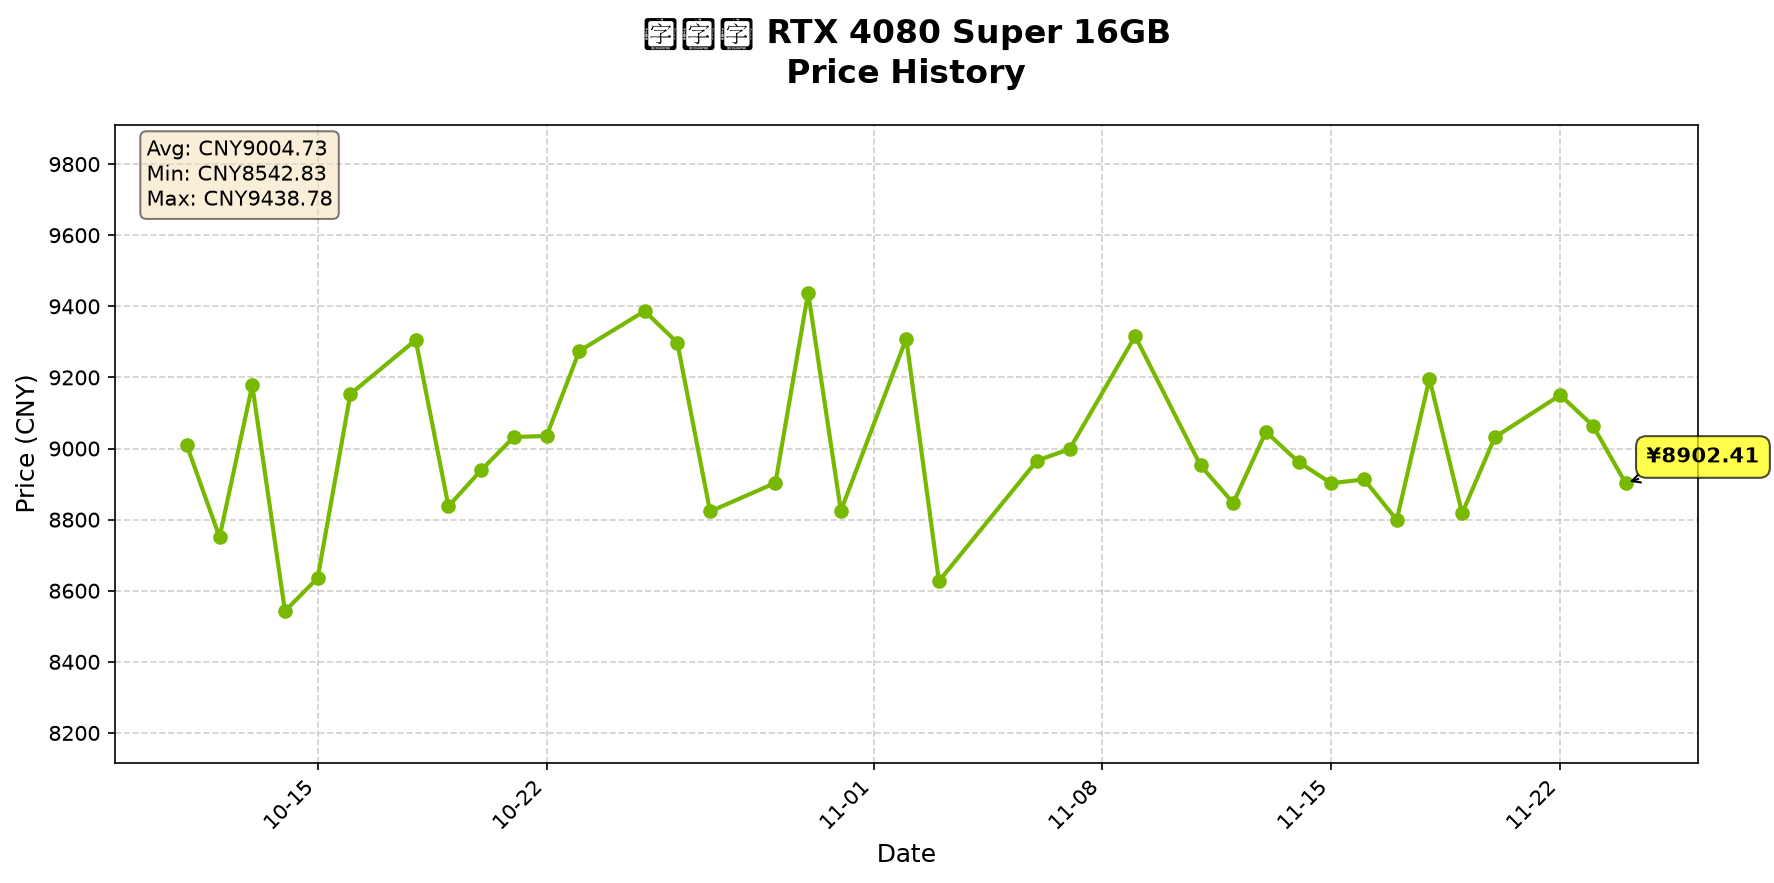 RTX 4080 Super 16GB
Price History
Avg: CNY9004.73
Min: CNY8542.83
Max: CNY9438.78
9800
9600
9400
9200
9000
8800
8600
8400
8200
Price (CNY)
¥8902.41
10-15
10-22
11-01
11-08
11-15
11-22
Date